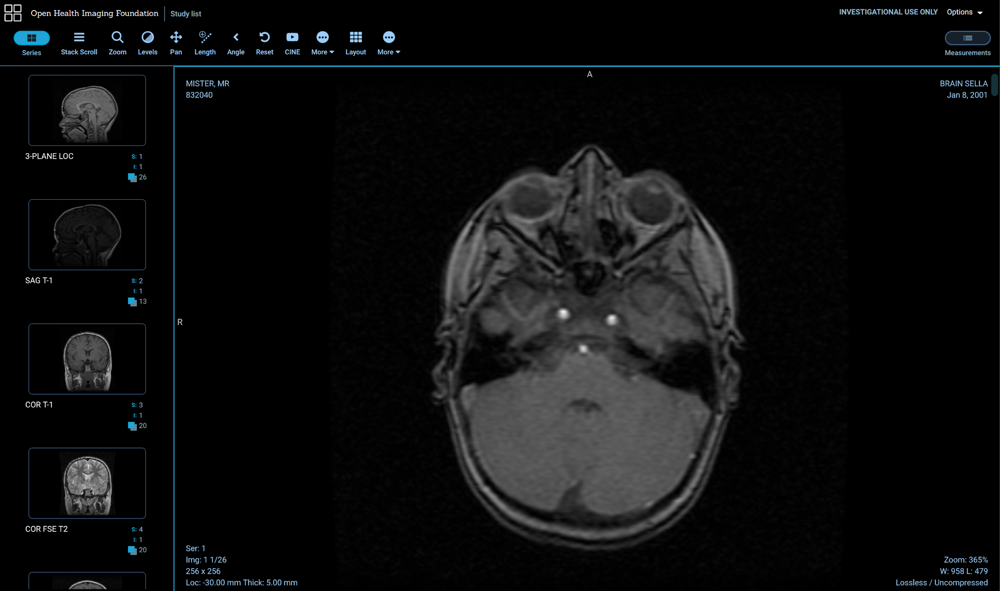 Open Health Imaging Foundation
Study list
INVESTIGATIONAL USE ONLY
Options
Series
Stack Scroll
Zoom
Levels
Pan
Length
Angle
Reset
CINE
More
Layout
More
Measurements
3-PLANE LOC
S: 1
I: 1
26
SAG T-1
S: 2
I: 1
13
COR T-1
S: 3
I: 1
20
COR FSE T2
S: 4
I: 1
20
A
MISTER, MR
832040
BRAIN SELLA
Jan 8, 2001
R
Ser: 1
Img: 1 1/26
256 x 256
Loc: -30.00 mm Thick: 5.00 mm
Zoom: 365%
W: 958 L: 479
Lossless / Uncompressed